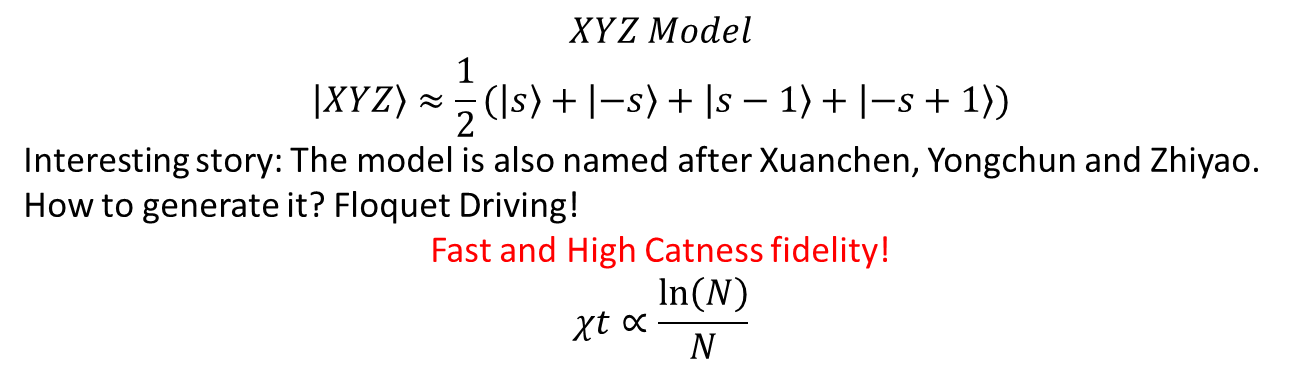 XYZ Model
|XYZ⟩ ≈ 1/2 (|s⟩ + |−s⟩ + |s − 1⟩ + |−s + 1⟩)
Interesting story: The model is also named after Xuanchen, Yongchun and Zhiyao.
How to generate it? Floquet Driving!
Fast and High Catness fidelity!
χt ∝ ln(N)/N